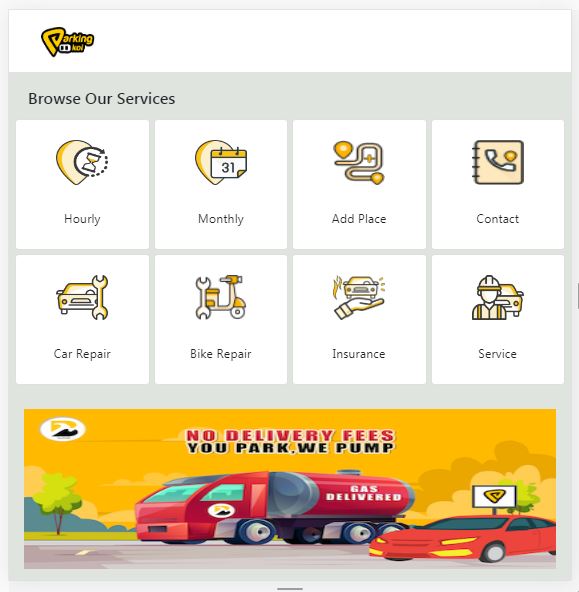 Parking
koi
Browse Our Services
Hourly
31
Monthly
Add Place
Contact
Car Repair
Bike Repair
Insurance
Service
NO DELIVERY FEES
YOU PARK,WE PUMP
GAS
DELIVERED